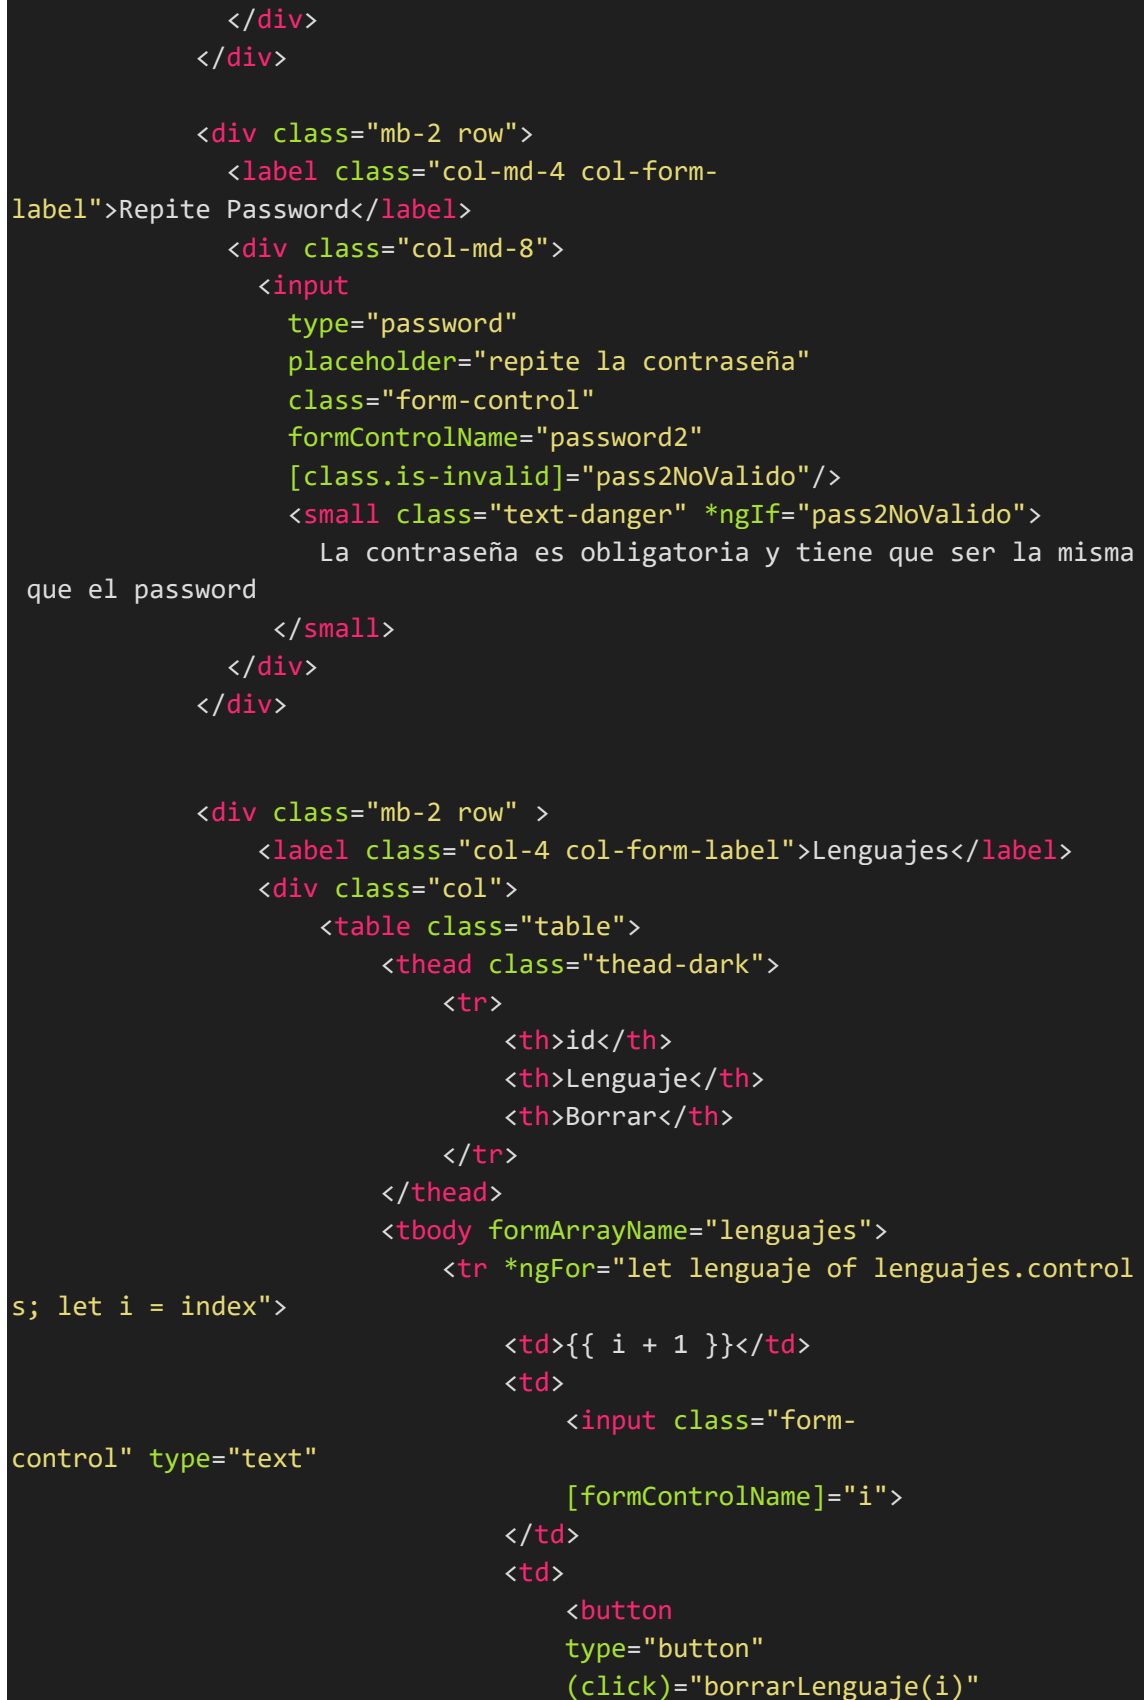 </div>
</div>
<div class="mb-2 row">
<label class="col-md-4 col-form-
label">Repite Password</label>
<div class="col-md-8">
<input
type="password"
placeholder="repite la contraseña"
class="form-control"
formControlName="password2"
[class.is-invalid]="pass2NoValido"/>
<small class="text-danger" *ngIf="pass2NoValido">
La contraseña es obligatoria y tiene que ser la misma
que el password
</small>
</div>
</div>
<div class="mb-2 row" >
<label class="col-4 col-form-label">Lenguajes</label>
<div class="col">
<table class="table">
<thead class="thead-dark">
<tr>
<th>id</th>
<th>Lenguaje</th>
<th>Borrar</th>
</tr>
</thead>
<tbody formArrayName="lenguajes">
<tr *ngFor="let lenguaje of lenguajes.control
s; let i = index">
<td>{{ i + 1 }}</td>
<td>
<input class="form-
control" type="text"
[formControlName]="i">
</td>
<td>
<button
type="button"
(click)="borrarLenguaje(i)"